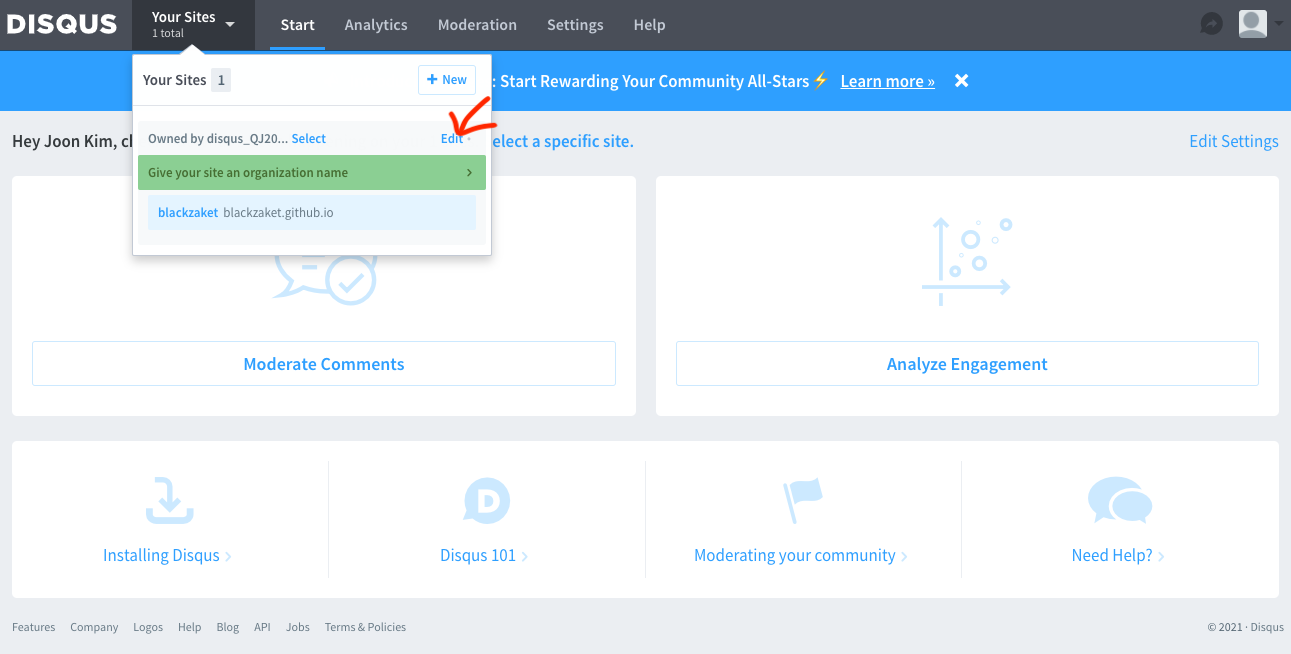 DISQUS
Your Sites
1 total
Start
Analytics
Moderation
Settings
Help
Your Sites 1
+ New
: Start Rewarding Your Community All-Stars⚡ Learn more »
Hey Joon Kim,
elect a specific site.
Edit Settings
Owned by disqus_QJ20... Select
Edit
Give your site an organization name
blackzaket blackzaket.github.io
Moderate Comments
Analyze Engagement
Installing Disqus
Disqus 101
Moderating your community
Need Help?
Features Company Logos Help Blog API Jobs Terms & Policies
© 2021 · Disqus